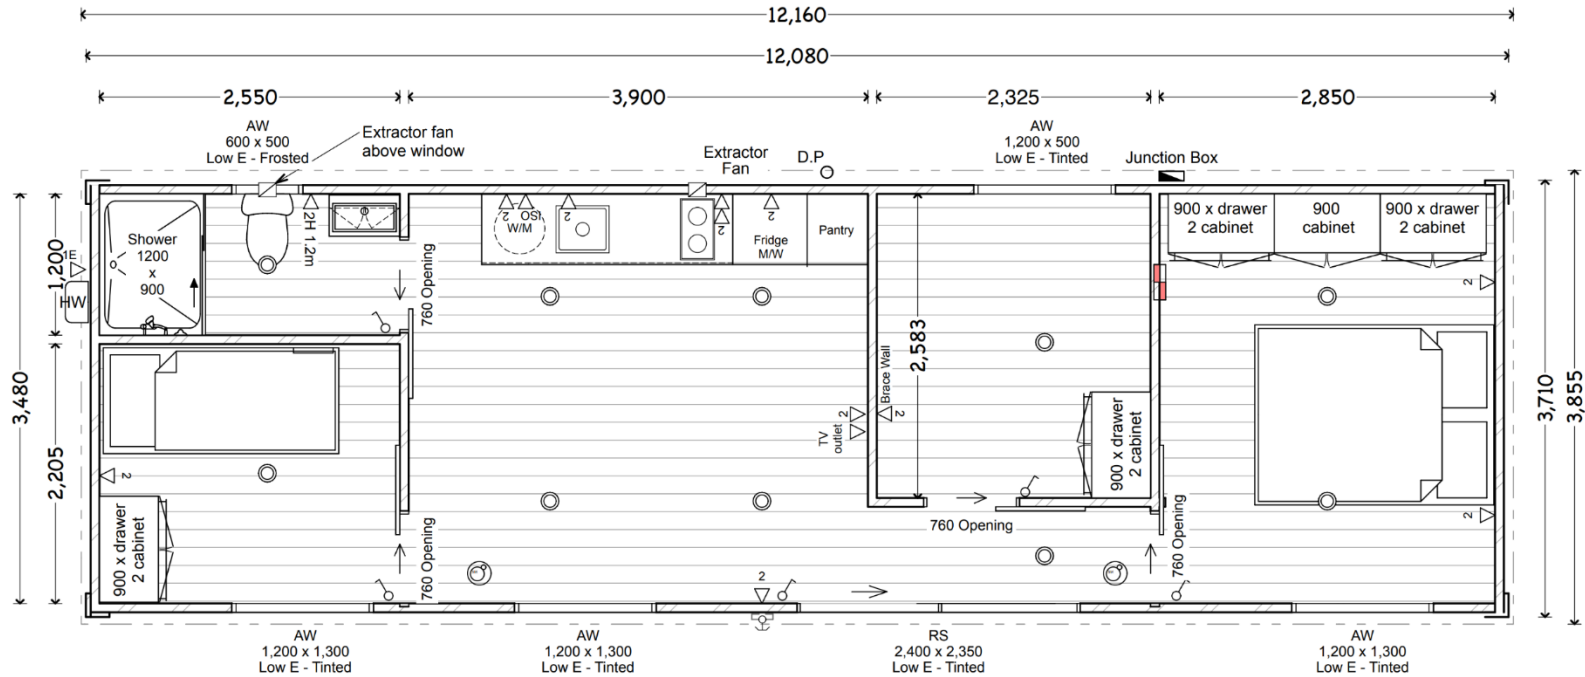 12,160
12,080
2,550
3,900
2,325
2,850
AW
600 x 500
Low E - Frosted
Extractor fan
above window
Extractor
Fan
D.P
AW
1,200 x 500
Low E - Tinted
Junction Box
Shower
1200
x
900
2H 1.2m
2
2
ISO
W/M
2
2
2
Fridge
M/W
Pantry
900 x drawer
2 cabinet
900
cabinet
900 x drawer
2 cabinet
1E
HW
1,200
3,480
2,205
760 Opening
2,583
Brace Wall
2
2
TV
outlet
2
900 x drawer
2 cabinet
900 x drawer
2 cabinet
2
2
2
760 Opening
760 Opening
760 Opening
2
3,710
3,855
AW
1,200 x 1,300
Low E - Tinted
AW
1,200 x 1,300
Low E - Tinted
RS
2,400 x 2,350
Low E - Tinted
AW
1,200 x 1,300
Low E - Tinted